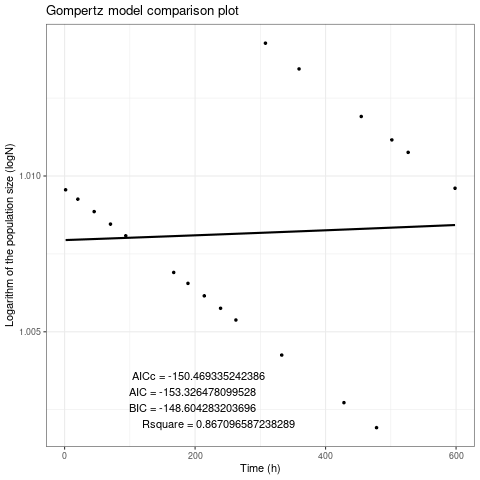 Gompertz model comparison plot
Logarithm of the population size (logN)
1.010
1.005
AICc = -150.469335242386
AIC = -153.326478099528
BIC = -148.604283203696
Rsquare = 0.867096587238289
0 200 400 600
Time (h)